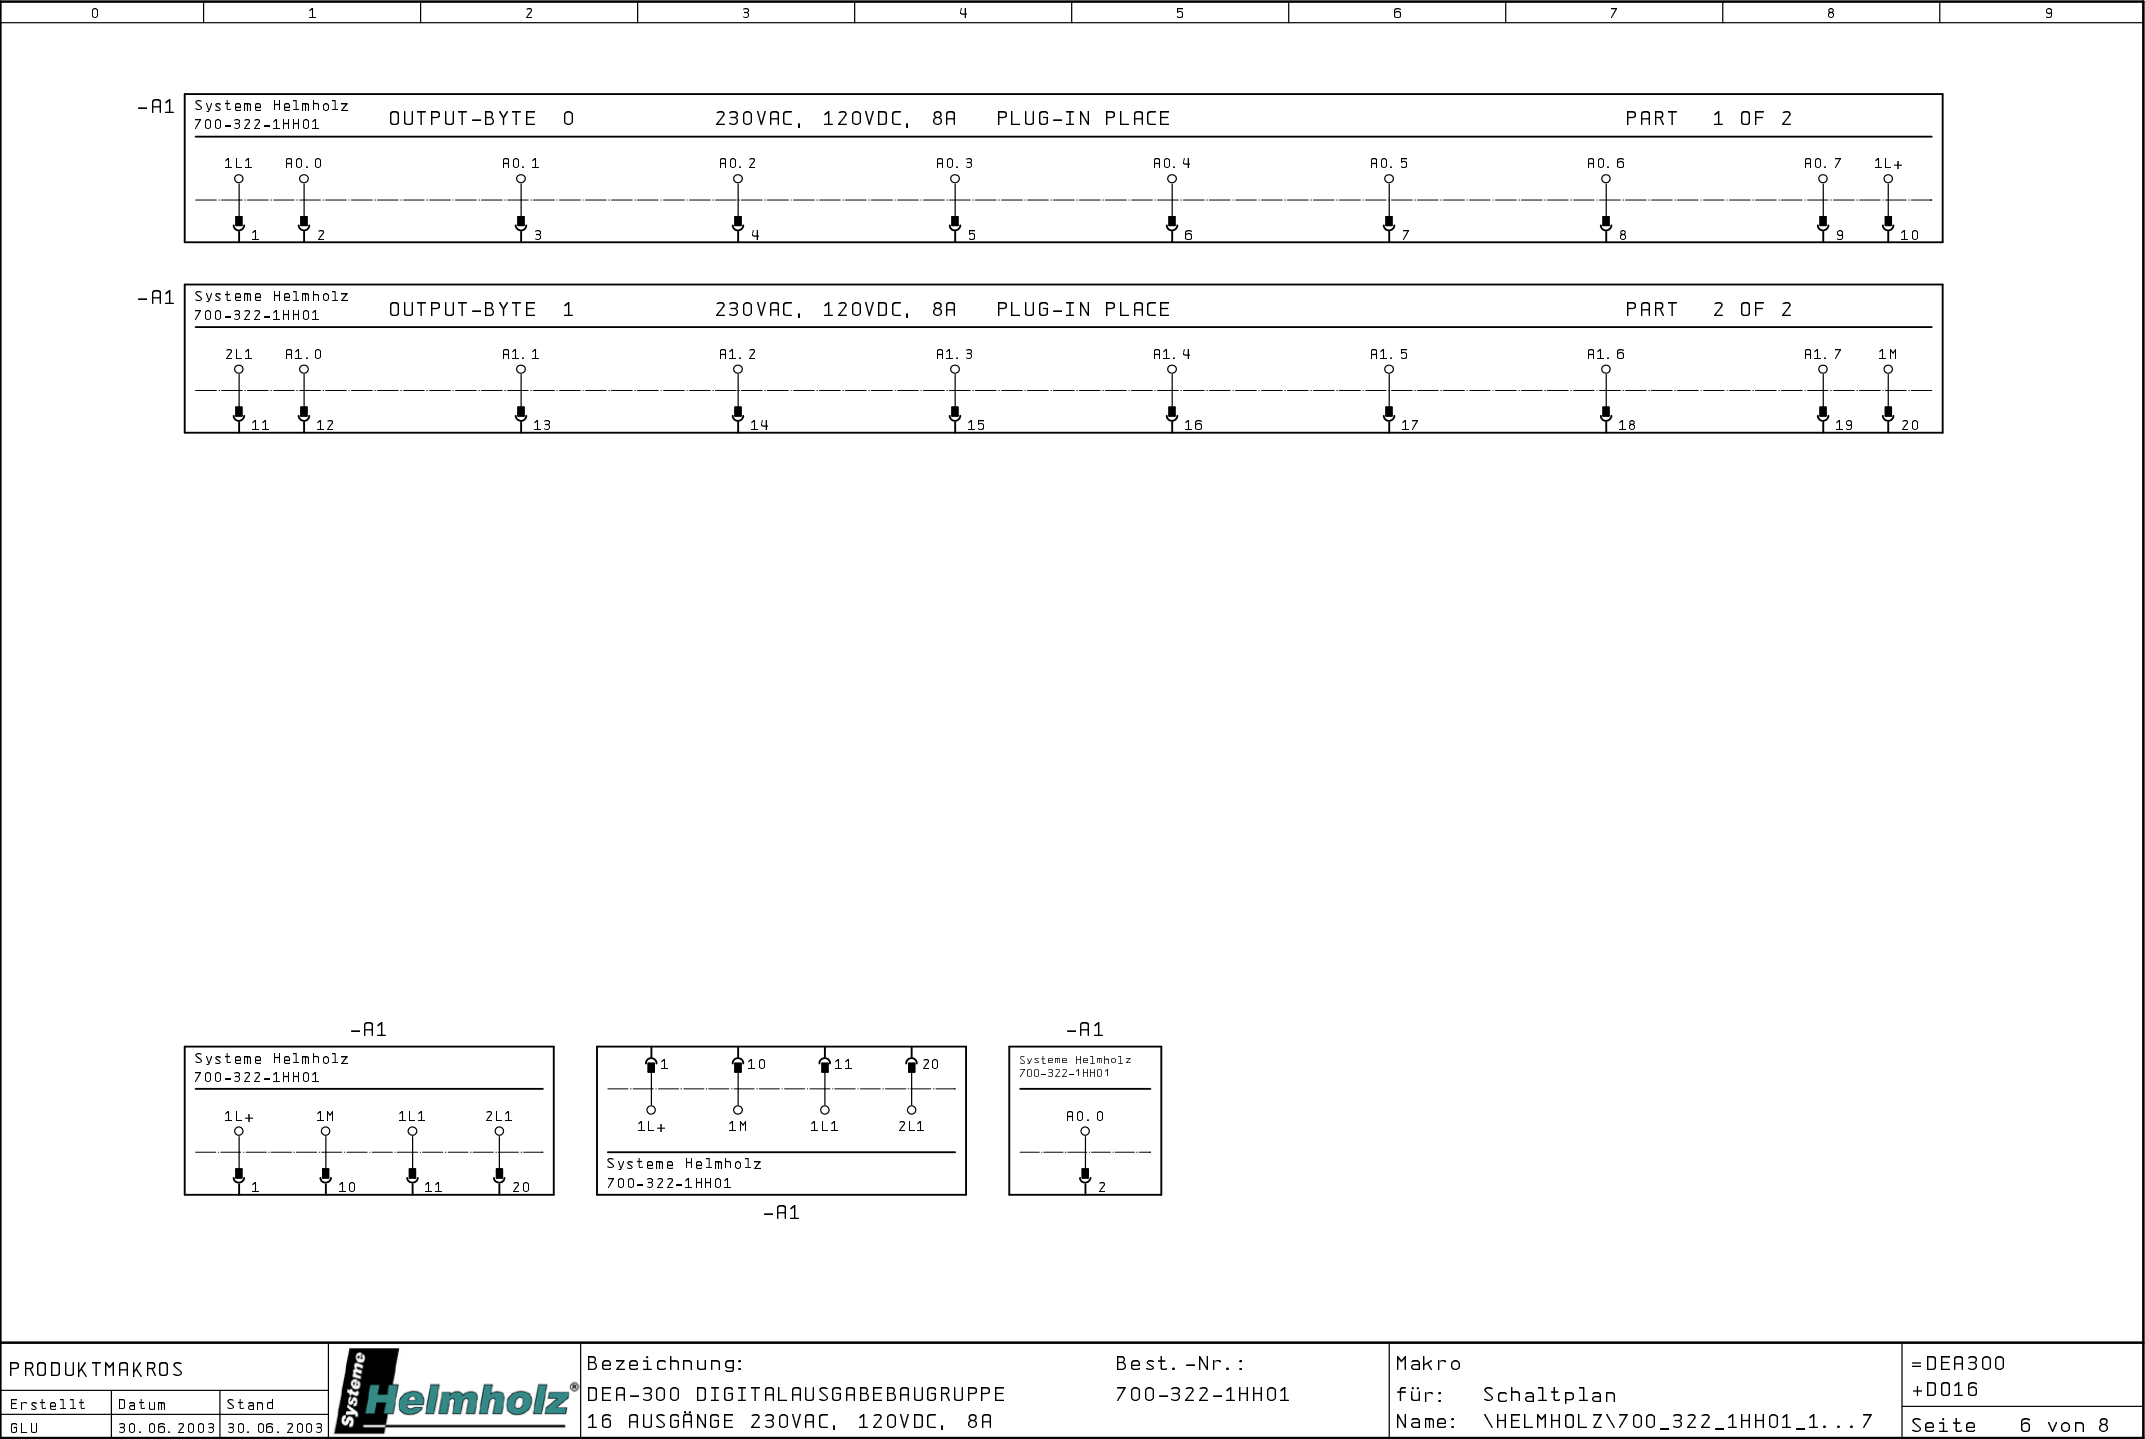 0 1 2 3 4 5 6 7 8 9
-A1
Systeme Helmholz
700-322-1HH01
OUTPUT-BYTE 0 230VAC, 120VDC, 8A PLUG-IN PLACE PART 1 OF 2
1L1 A0.0 A0.1 A0.2 A0.3 A0.4 A0.5 A0.6 A0.7 1L+
1 2 3 4 5 6 7 8 9 10
-A1
Systeme Helmholz
700-322-1HH01
OUTPUT-BYTE 1 230VAC, 120VDC, 8A PLUG-IN PLACE PART 2 OF 2
2L1 A1.0 A1.1 A1.2 A1.3 A1.4 A1.5 A1.6 A1.7 1M
11 12 13 14 15 16 17 18 19 20
-A1
Systeme Helmholz
700-322-1HH01
1L+ 1M 1L1 2L1
1 10 11 20
1 10 11 20
1L+ 1M 1L1 2L1
Systeme Helmholz
700-322-1HH01
-A1
-A1
Systeme Helmholz
700-322-1HH01
A0.0
2
PRODUKTMAKROS
Erstellt Datum Stand
GLU 30.06.2003 30.06.2003
Systeme
Helmholz®
Bezeichnung:
DEA-300 DIGITALAUSGABEBAUGRUPPE
16 AUSGÄNGE 230VAC, 120VDC, 8A
Best.-Nr.:
700-322-1HH01
Makro
für: Schaltplan
Name: \HELMHOLZ\700_322_1HH01_1...7
=DEA300
+DO16
Seite 6 von 8